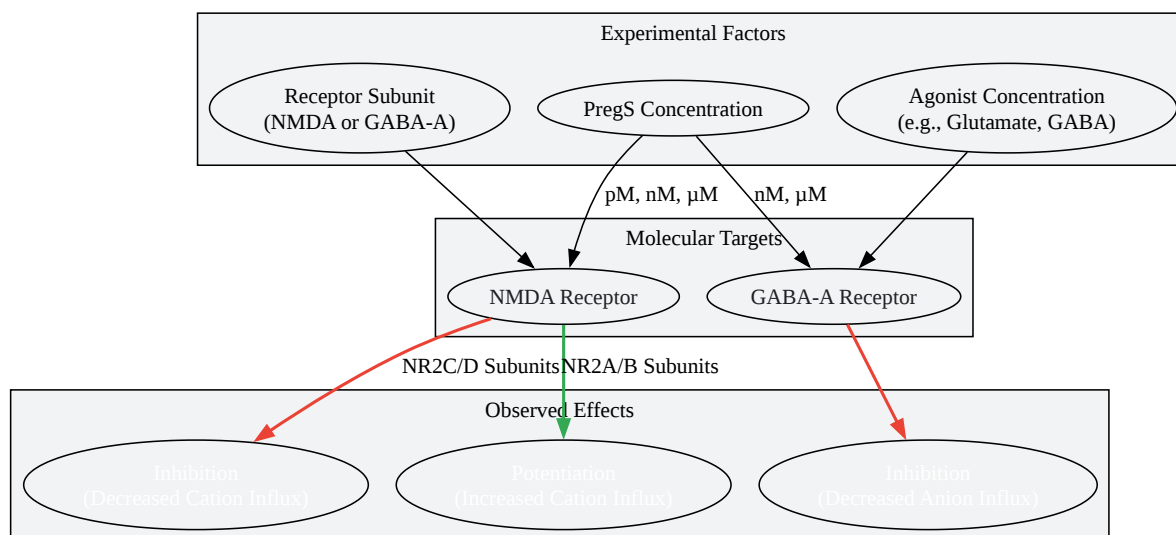 Experimental Factors
Receptor Subunit
(NMDA or GABA-A)
PregS Concentration
Agonist Concentration
(e.g., Glutamate, GABA)
pM, nM, µM
nM, µM
Molecular Targets
NMDA Receptor
GABA-A Receptor
NR2C/D Subunits
NR2A/B Subunits
Observed Effects
Inhibition
(Decreased Cation Influx)
Potentiation
(Increased Cation Influx)
Inhibition
(Decreased Anion Influx)